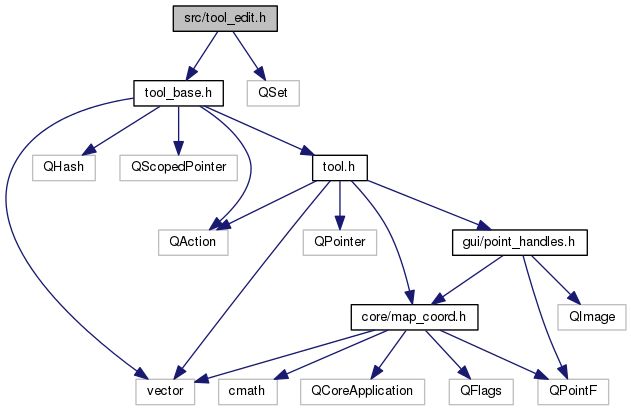 src/tool_edit.h
tool_base.h
QSet
QHash
QScopedPointer
tool.h
QAction
QPointer
gui/point_handles.h
core/map_coord.h
QImage
vector
cmath
QCoreApplication
QFlags
QPointF